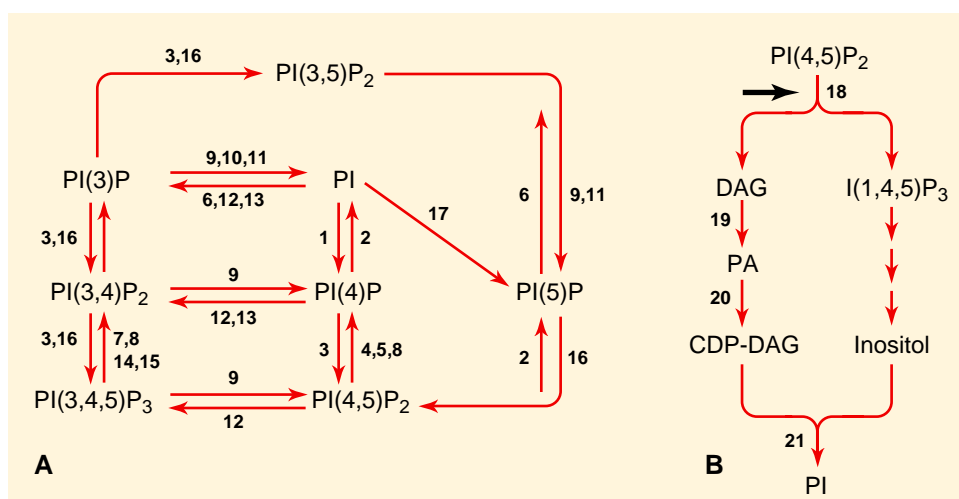 3,16
PI(3,5)P2
9,10,11
PI(3)P
PI
6,12,13
17
6
9,11
3,16
1
2
9
PI(3,4)P2
PI(4)P
PI(5)P
12,13
3,16
7,8
14,15
3
4,5,8
2
16
9
PI(3,4,5)P3
PI(4,5)P2
12
A
PI(4,5)P2
18
DAG
I(1,4,5)P3
19
PA
20
CDP-DAG
Inositol
21
B
PI